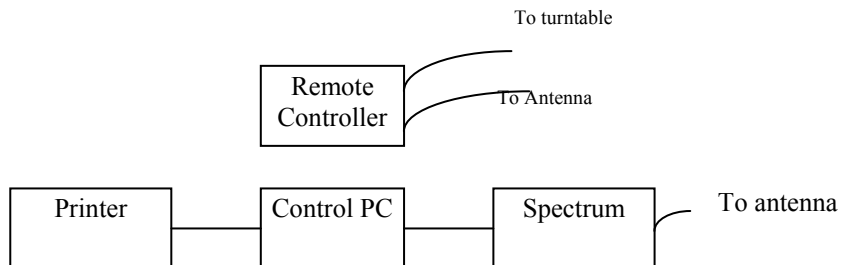 To turntable
Remote
Controller
To Antenna
Printer
Control PC
Spectrum
To antenna